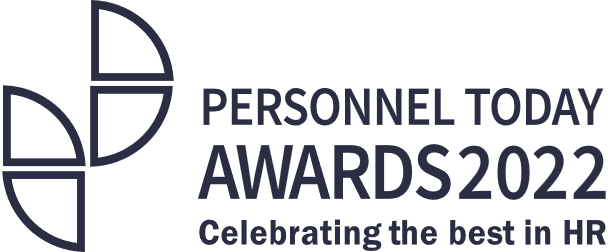 PERSONNEL TODAY
AWARDS2022
Celebrating the best in HR